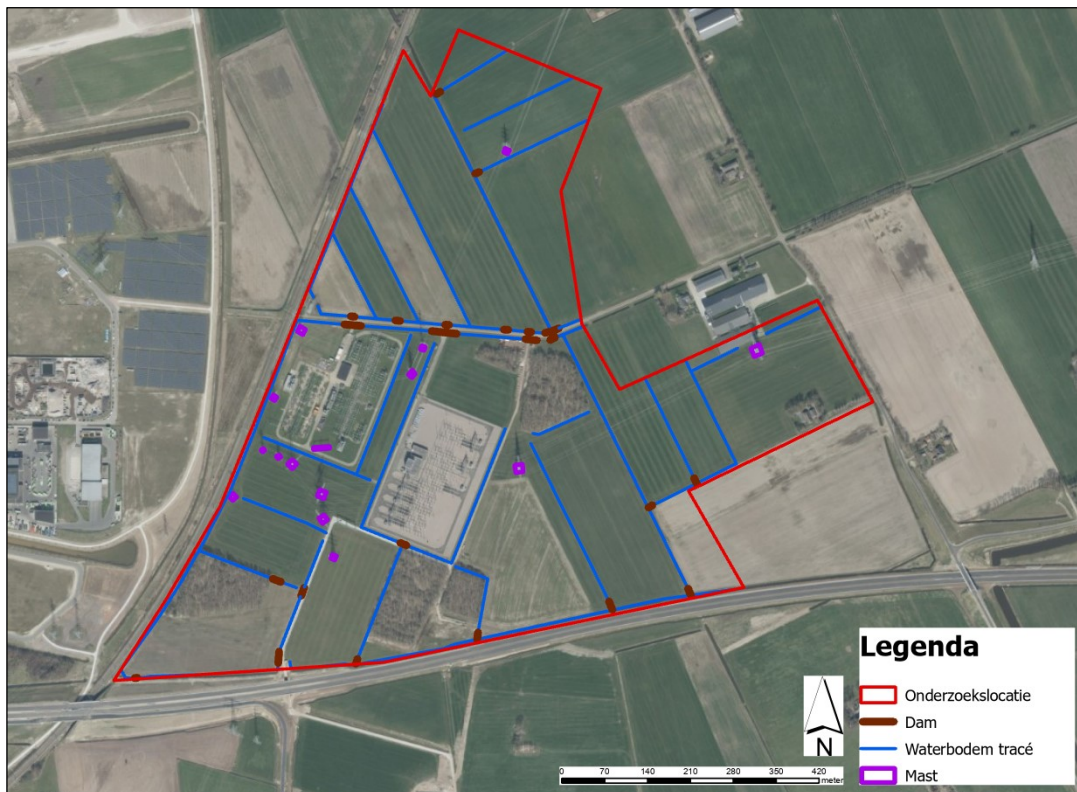 Legenda
Onderzoekslocatie
Dam
Waterbodem tracé
Mast
N
0 70 140 210 280 350 420
meter